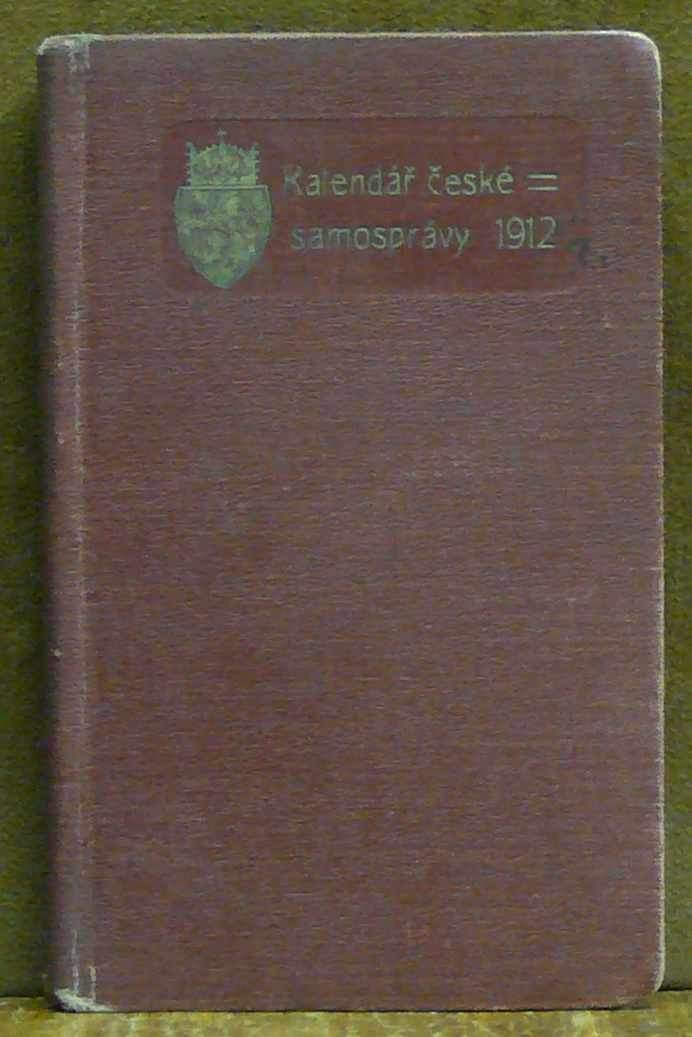 Kalendář české =
samosprávy 1912